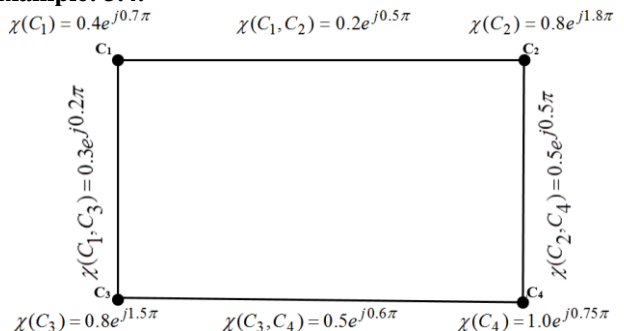 χ(C₁) = 0.4e^{j0.7π} χ(C₁,C₂) = 0.2e^{j0.5π} χ(C₂) = 0.8e^{j1.8π}
C₁ C₂
χ(C₁,C₃) = 0.3e^{j0.2π}
χ(C₂,C₄) = 0.5e^{j0.5π}
C₃ C₄
χ(C₃) = 0.8e^{j1.5π} χ(C₃,C₄) = 0.5e^{j0.6π} χ(C₄) = 1.0e^{j0.75π}